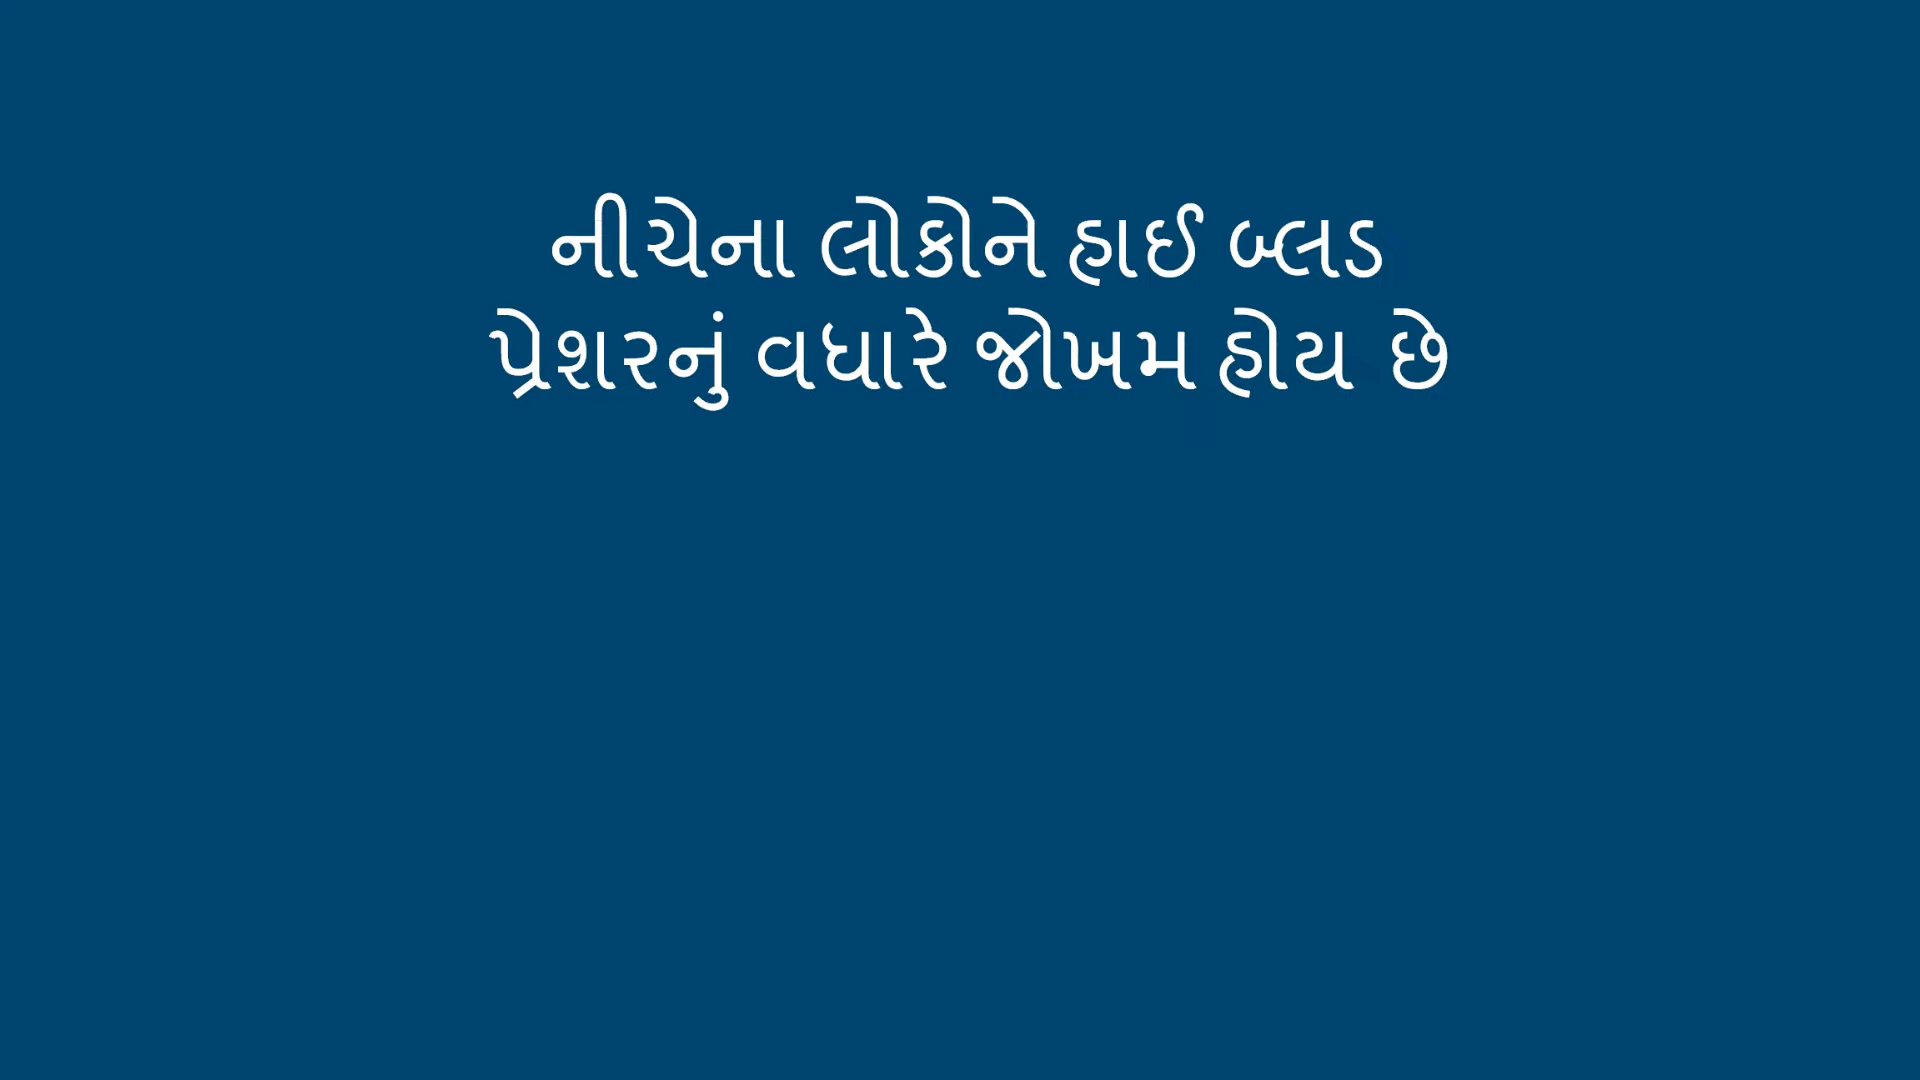 નીચેના લોકોને હાઈ બ્લડ
પ્રેશરનું વધારે જોખમ હોય છે